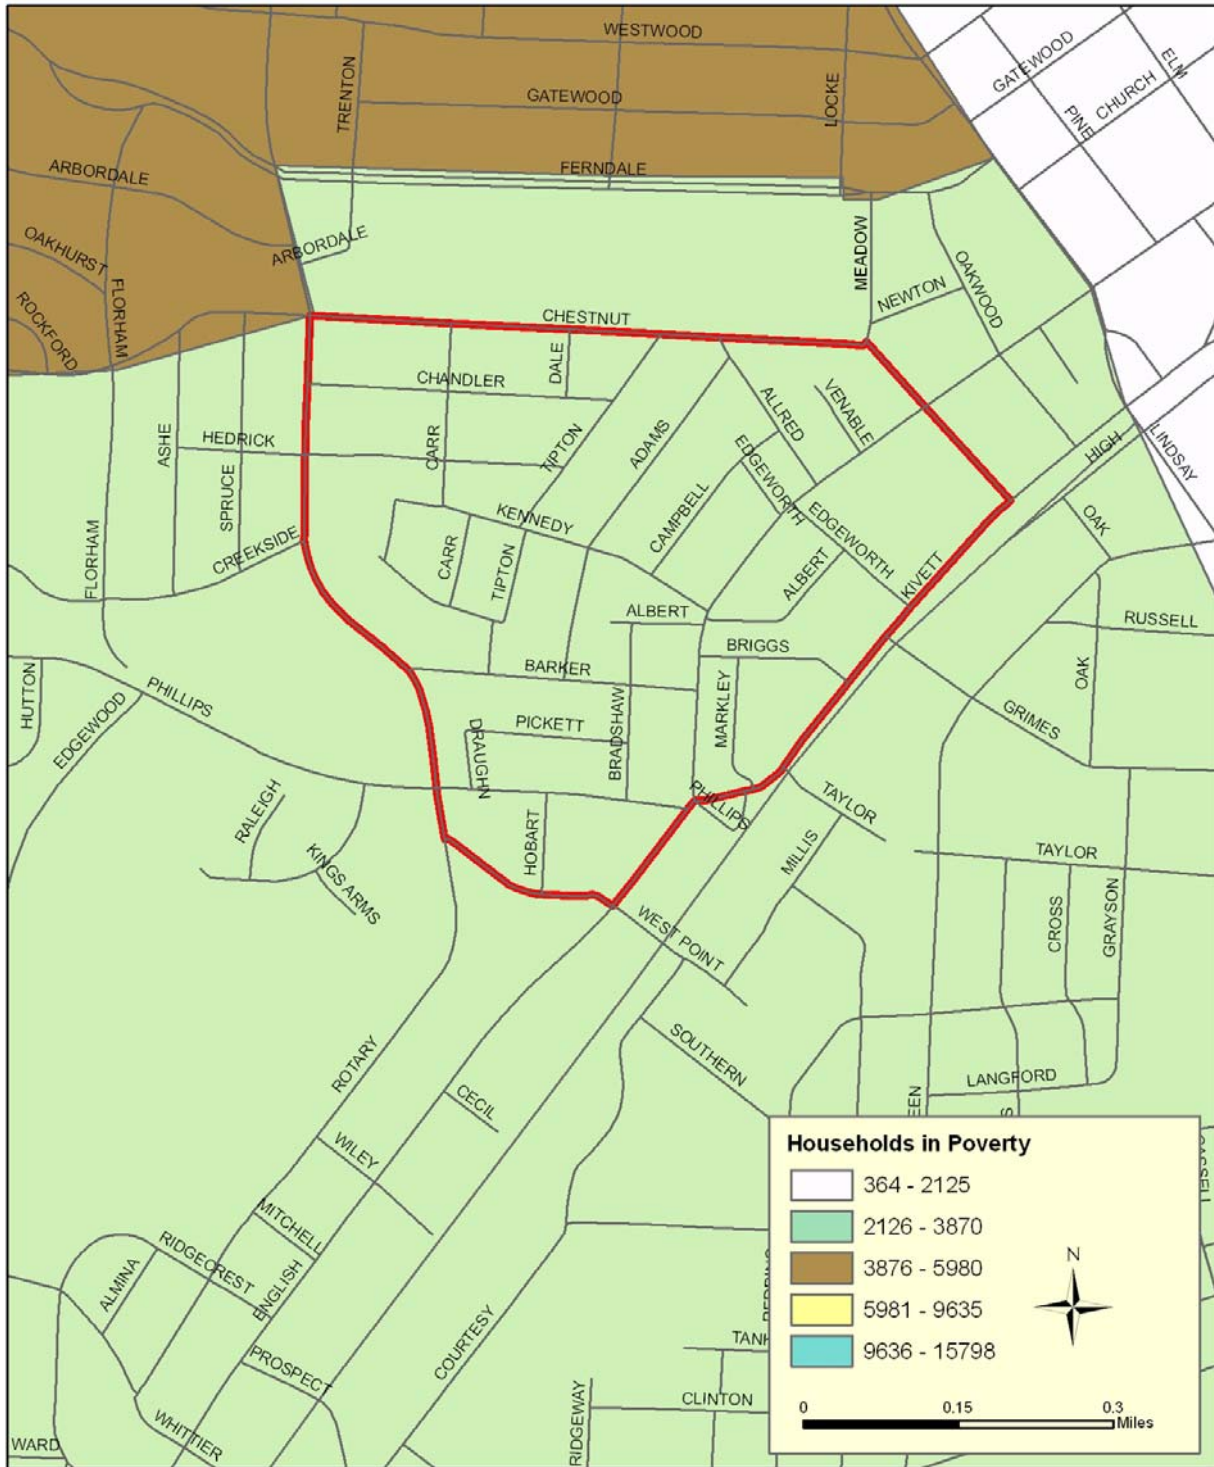 WESTWOOD
GATEWOOD
ELM
TRENTON
GATEWOOD
LOCKE
PINE
CHURCH
ARBORDALE
FERNDALE
OAKHURST
ARBORDALE
MEADOW
OAKWOOD
FLORHAM
NEWTON
ROCKFORD
CHESTNUT
DALE
CHANDLER
VENABLE
ALLRED
ASHE
HEDRICK
CARR
TIPTON
ADAMS
EDGEWORTH
HIGH
LINDSAY
SPRUCE
CAMPBELL
KENNEDY
EDGEWORTH
OAK
FLORHAM
CREEKSIDE
CARR
TIPTON
ALBERT
KIVETT
ALBERT
RUSSELL
BRIGGS
OAK
HUTTON
PHILLIPS
EDGEWOOD
BARKER
MARKLEY
GRIMES
PICKETT
BRADSHAW
DRAUGHN
RALEIGH
PHILLIPS
TAYLOR
HOBART
MILLIS
TAYLOR
KINGS ARMS
CROSS
GRAYSON
WEST POINT
ROTARY
SOUTHERN
CECIL
LANGFORD
EEN
S
WILEY
MITCHELL
RIDGECREST
ALMINA
ENGLISH
COURTESY
PROSPECT
TANH
CLINTON
RIDGEWAY
WHITTIER
WARD
Households in Poverty
364 - 2125
2126 - 3870
3876 - 5980
5981 - 9635
9636 - 15798
N
0 0.15 0.3
Miles